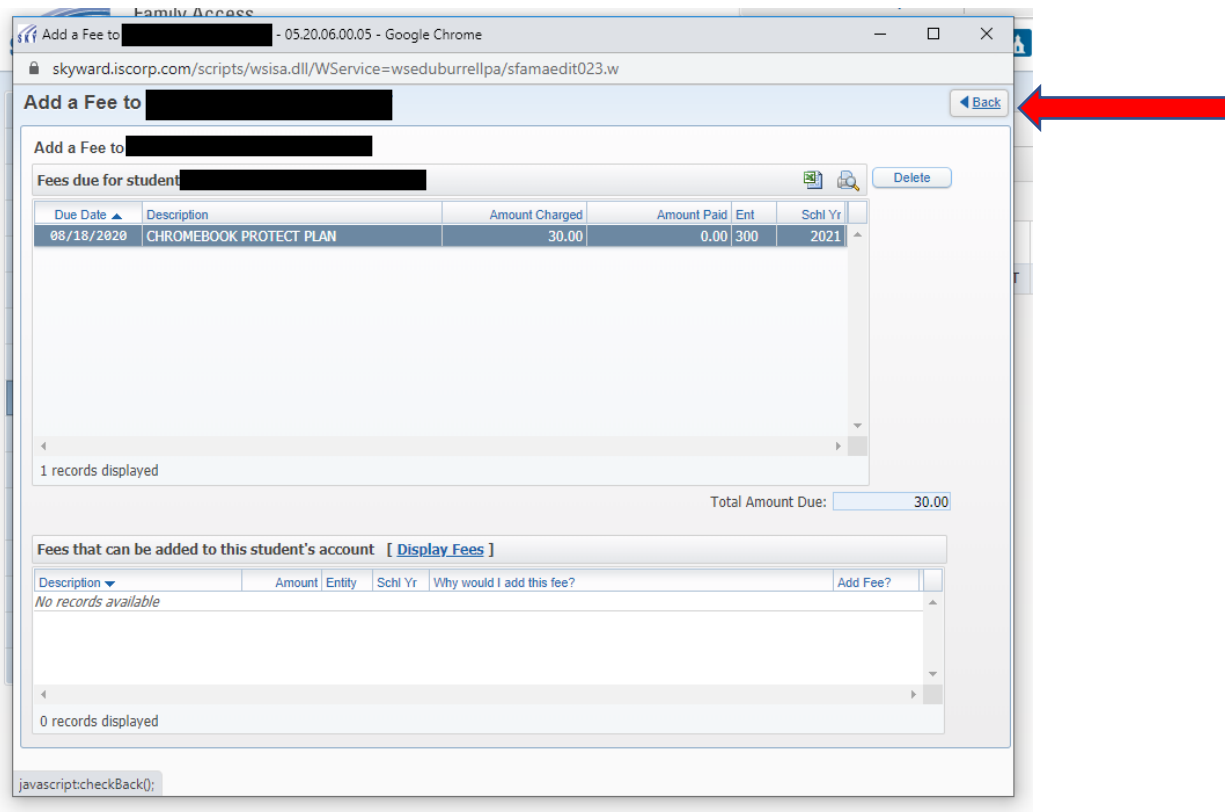 Family Access
Add a Fee to - 05.20.06.00.05 - Google Chrome
skyward.iscorp.com/scripts/wsisa.dll/WService=wseduburrellpa/sfamaedit023.w
Add a Fee to
Back
Add a Fee to
Fees due for student
Delete
Due Date Description Amount Charged Amount Paid Ent Schl Yr
08/18/2020 CHROMEBOOK PROTECT PLAN 30.00 0.00 300 2021
1 records displayed
Total Amount Due: 30.00
Fees that can be added to this student's account [ Display Fees ]
Description Amount Entity Schl Yr Why would I add this fee? Add Fee?
No records available
0 records displayed
javascript:checkBack();